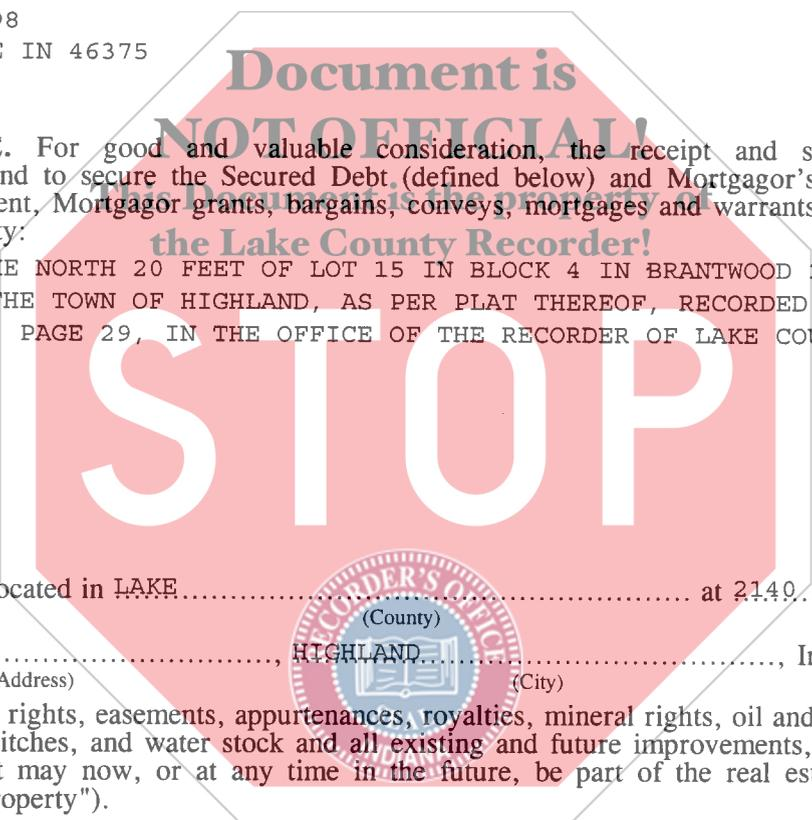 98
E IN 46375
Document is
NOT OFFICIAL!
This Document is the property of
the Lake County Recorder!
E. For good and valuable consideration, the receipt and s
nd to secure the Secured Debt (defined below) and Mortgagor's
ent, Mortgagor grants, bargains, conveys, mortgages and warrants
ty:
HE NORTH 20 FEET OF LOT 15 IN BLOCK 4 IN BRANTWOOD
THE TOWN OF HIGHLAND, AS PER PLAT THEREOF, RECORDED
PAGE 29, IN THE OFFICE OF THE RECORDER OF LAKE COU
STOP
ocated in LAKE at 2140
(County)
RECORDER'S OFFICE
SEAL
INDIANA
, HIGHLAND , In
Address) (City)
rights, easements, appurtenances, royalties, mineral rights, oil and
itches, and water stock and all existing and future improvements,
t may now, or at any time in the future, be part of the real est
operty").